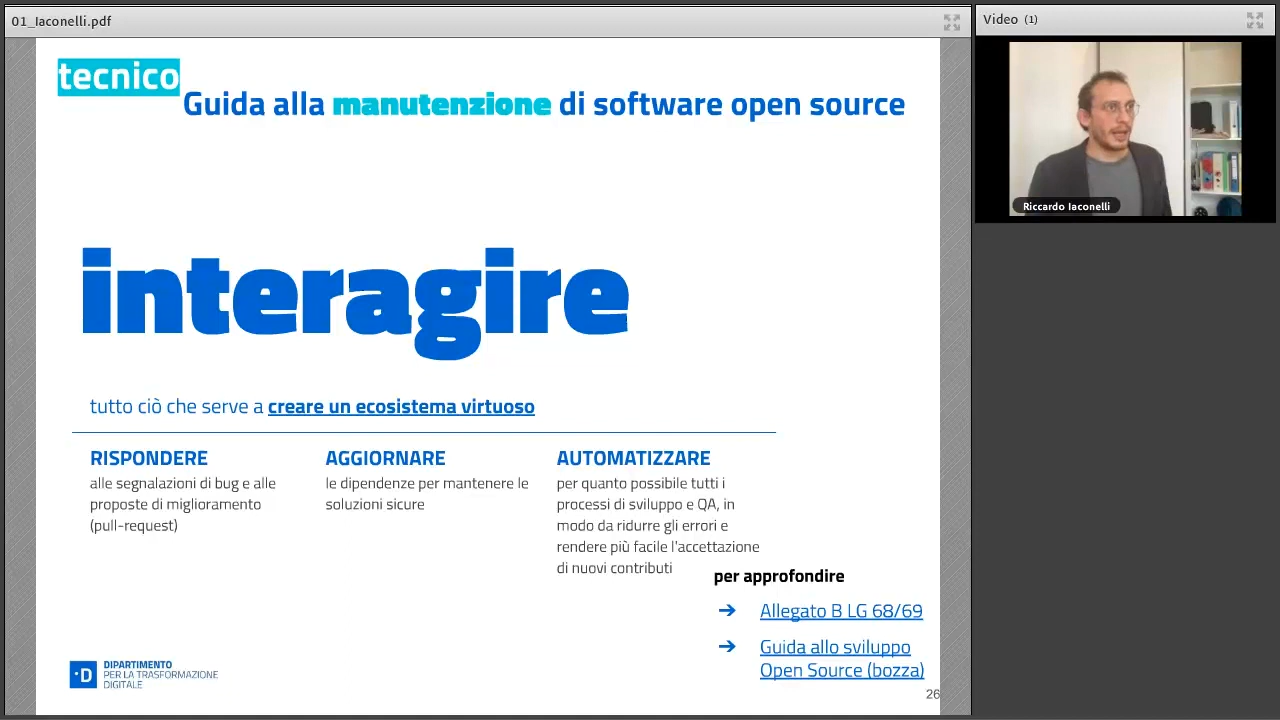 01_Iaconelli.pdf
Video (1)
tecnico
Guida alla manutenzione di software open source
Riccardo Iaconelli
interagire
tutto ciò che serve a creare un ecosistema virtuoso
RISPONDERE
alle segnalazioni di bug e alle
proposte di miglioramento
(pull-request)
AGGIORNARE
le dipendenze per mantenere le
soluzioni sicure
AUTOMATIZZARE
per quanto possibile tutti i
processi di sviluppo e QA, in
modo da ridurre gli errori e
rendere più facile l'accettazione
di nuovi contributi
per approfondire
➔ Allegato B LG 68/69
➔ Guida allo sviluppo
Open Source (bozza)
·D
DIPARTIMENTO
PER LA TRASFORMAZIONE
DIGITALE
26